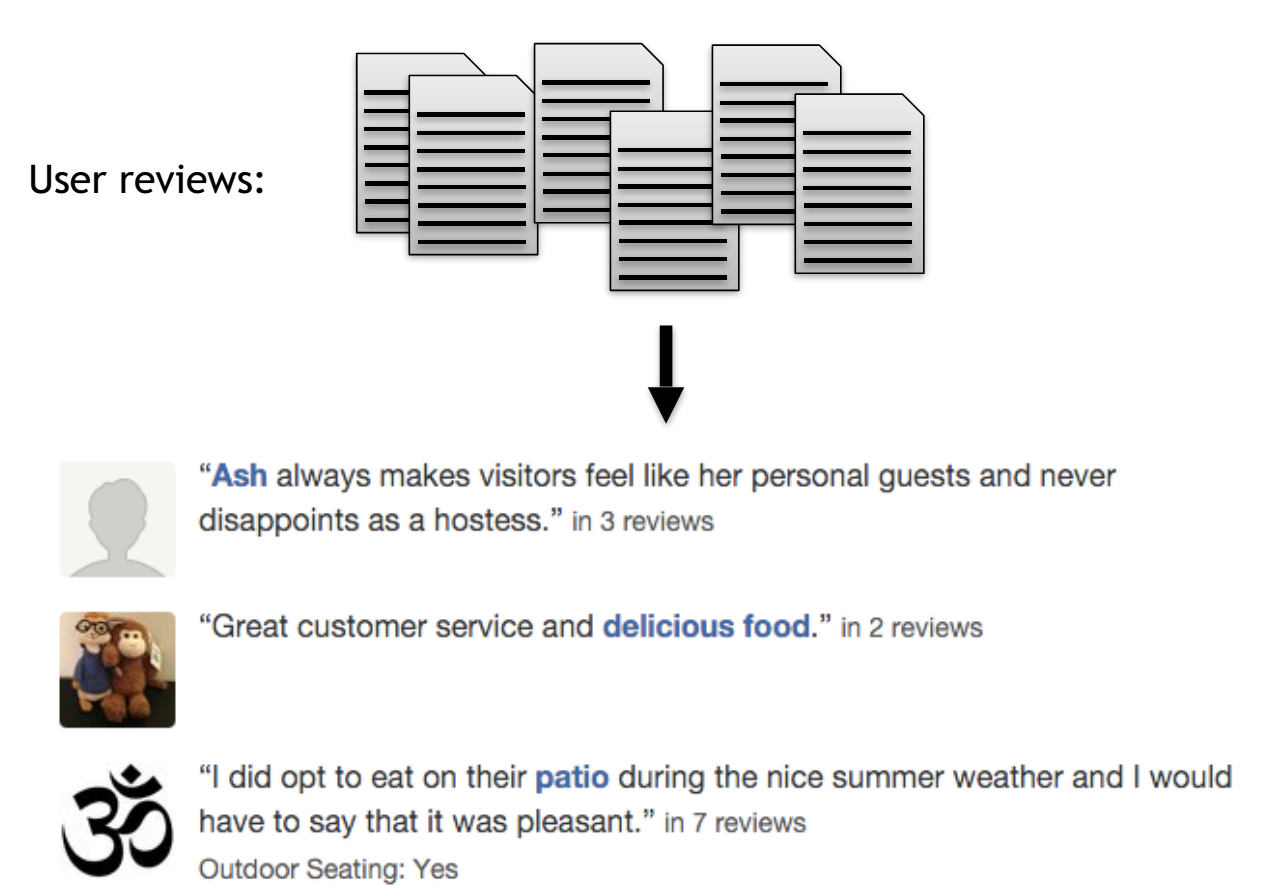 User reviews:
“Ash always makes visitors feel like her personal guests and never
disappoints as a hostess.” in 3 reviews
“Great customer service and delicious food.” in 2 reviews
ॐ
“I did opt to eat on their patio during the nice summer weather and I would
have to say that it was pleasant.” in 7 reviews
Outdoor Seating: Yes